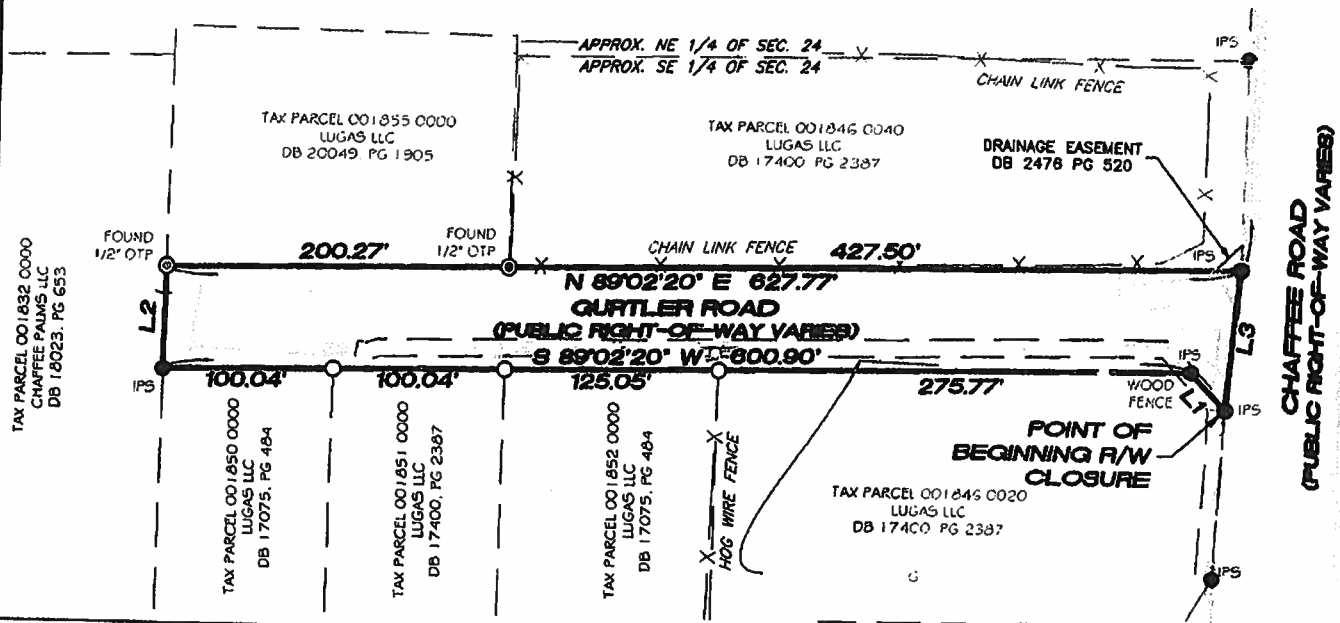 APPROX. NE 1/4 OF SEC. 24
APPROX. SE 1/4 OF SEC. 24
IPS
CHAIN LINK FENCE
TAX PARCEL 001855 0000
LUGAS LLC
DB 20049, PG 1905
TAX PARCEL 001846 0040
LUGAS LLC
DB 17400 PG 2387
DRAINAGE EASEMENT
DB 2476 PG 520
CHAFFEE ROAD
(PUBLIC RIGHT-OF-WAY VARIES)
TAX PARCEL 001832 0000
CHAFFEE PALMS LLC
DB 18023, PG 653
FOUND
1/2" OTP
200.27'
FOUND
1/2" OTP
CHAIN LINK FENCE
427.50'
IPS
N 89°02'20" E 627.77'
L2
GURTLER ROAD
(PUBLIC RIGHT-OF-WAY VARIES)
S 89°02'20" W 600.90'
L3
IPS
100.04'
100.04'
125.05'
275.77'
IPS
WOOD
FENCE
L1
IPS
POINT OF
BEGINNING R/W
CLOSURE
TAX PARCEL 001850 0000
LUGAS LLC
DB 17075, PG 484
TAX PARCEL 001851 0000
LUGAS LLC
DB 17400, PG 2387
TAX PARCEL 001852 0000
LUGAS LLC
DB 17075, PG 484
HOG WIRE FENCE
TAX PARCEL 001846 0020
LUGAS LLC
DB 17400 PG 2387
IPS